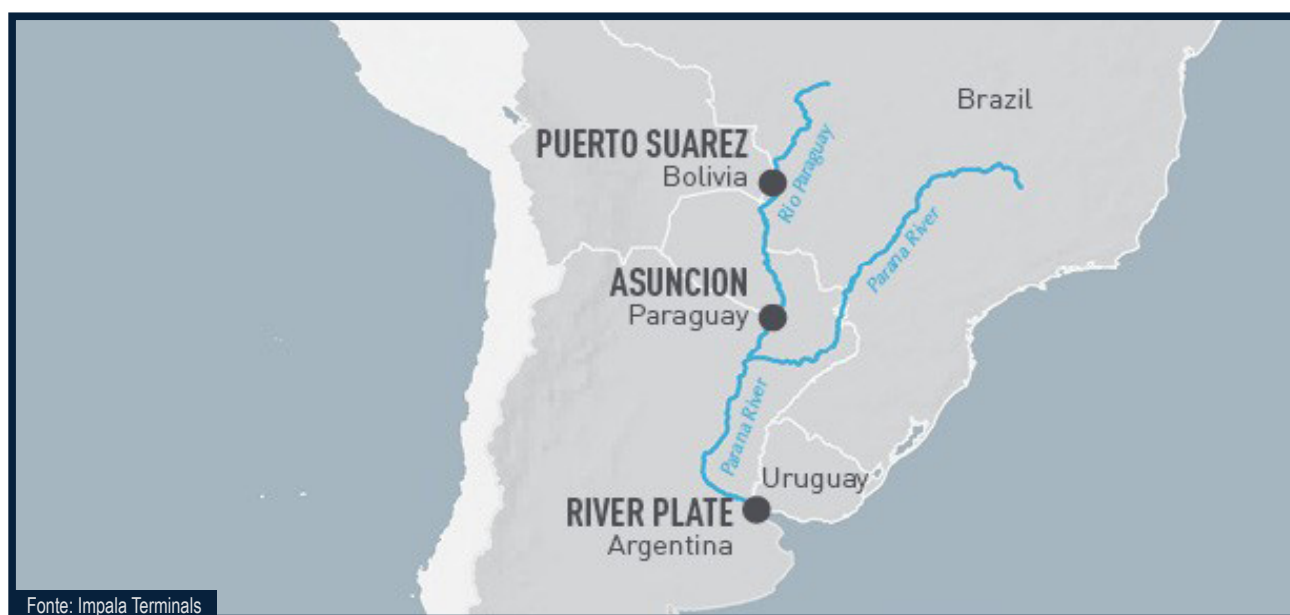 Brazil
PUERTO SUAREZ
Bolivia
Rio Paraguay
Parana River
ASUNCION
Paraguay
Parana River
Uruguay
RIVER PLATE
Argentina
Fonte: Impala Terminals